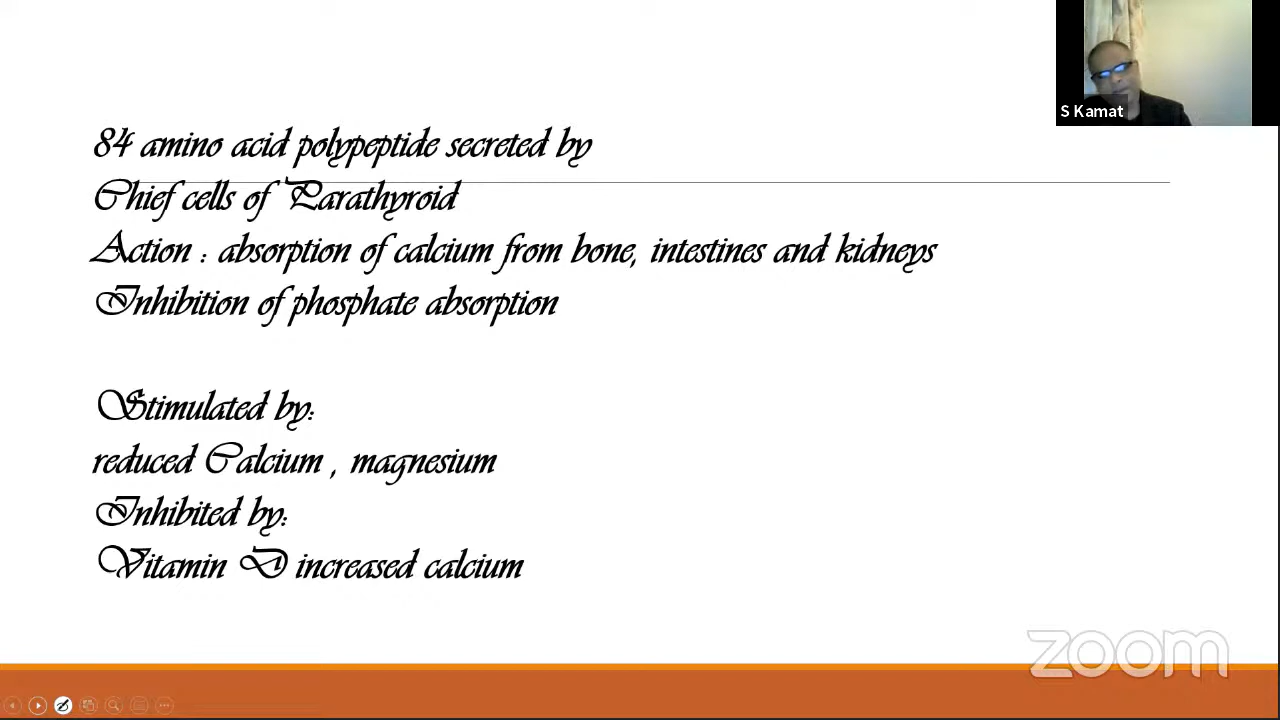 S Kamat
84 amino acid polypeptide secreted by
Chief cells of Parathyroid
Action : absorption of calcium from bone, intestines and kidneys
Inhibition of phosphate absorption
Stimulated by:
reduced Calcium , magnesium
Inhibited by:
Vitamin D increased calcium
zoom